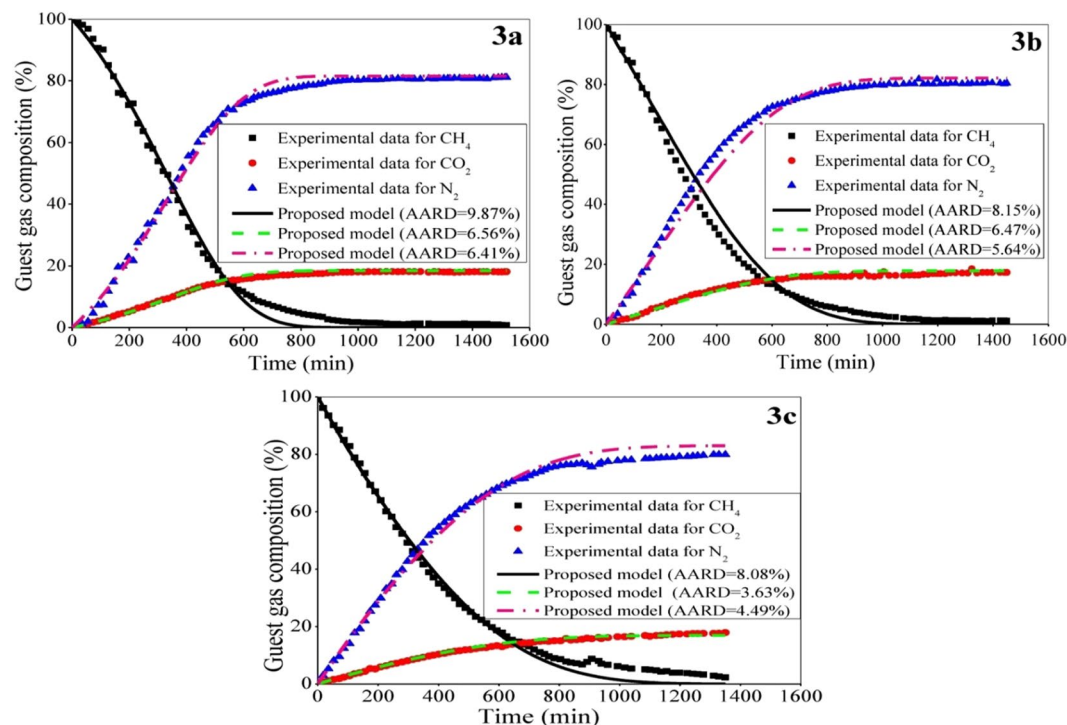 3a
Guest gas composition (%)
100
80
60
40
20
0
Experimental data for CH₄
Experimental data for CO₂
Experimental data for N₂
Proposed model (AARD=9.87%)
Proposed model (AARD=6.56%)
Proposed model (AARD=6.41%)
0 200 400 600 800 1000 1200 1400 1600
Time (min)
3b
Guest gas composition (%)
100
80
60
40
20
0
Experimental data for CH₄
Experimental data for CO₂
Experimental data for N₂
Proposed model (AARD=8.15%)
Proposed model (AARD=6.47%)
Proposed model (AARD=5.64%)
0 200 400 600 800 1000 1200 1400 1600
Time (min)
3c
Guest gas composition (%)
100
80
60
40
20
0
Experimental data for CH₄
Experimental data for CO₂
Experimental data for N₂
Proposed model (AARD=8.08%)
Proposed model (AARD=3.63%)
Proposed model (AARD=4.49%)
0 200 400 600 800 1000 1200 1400
Time (min)